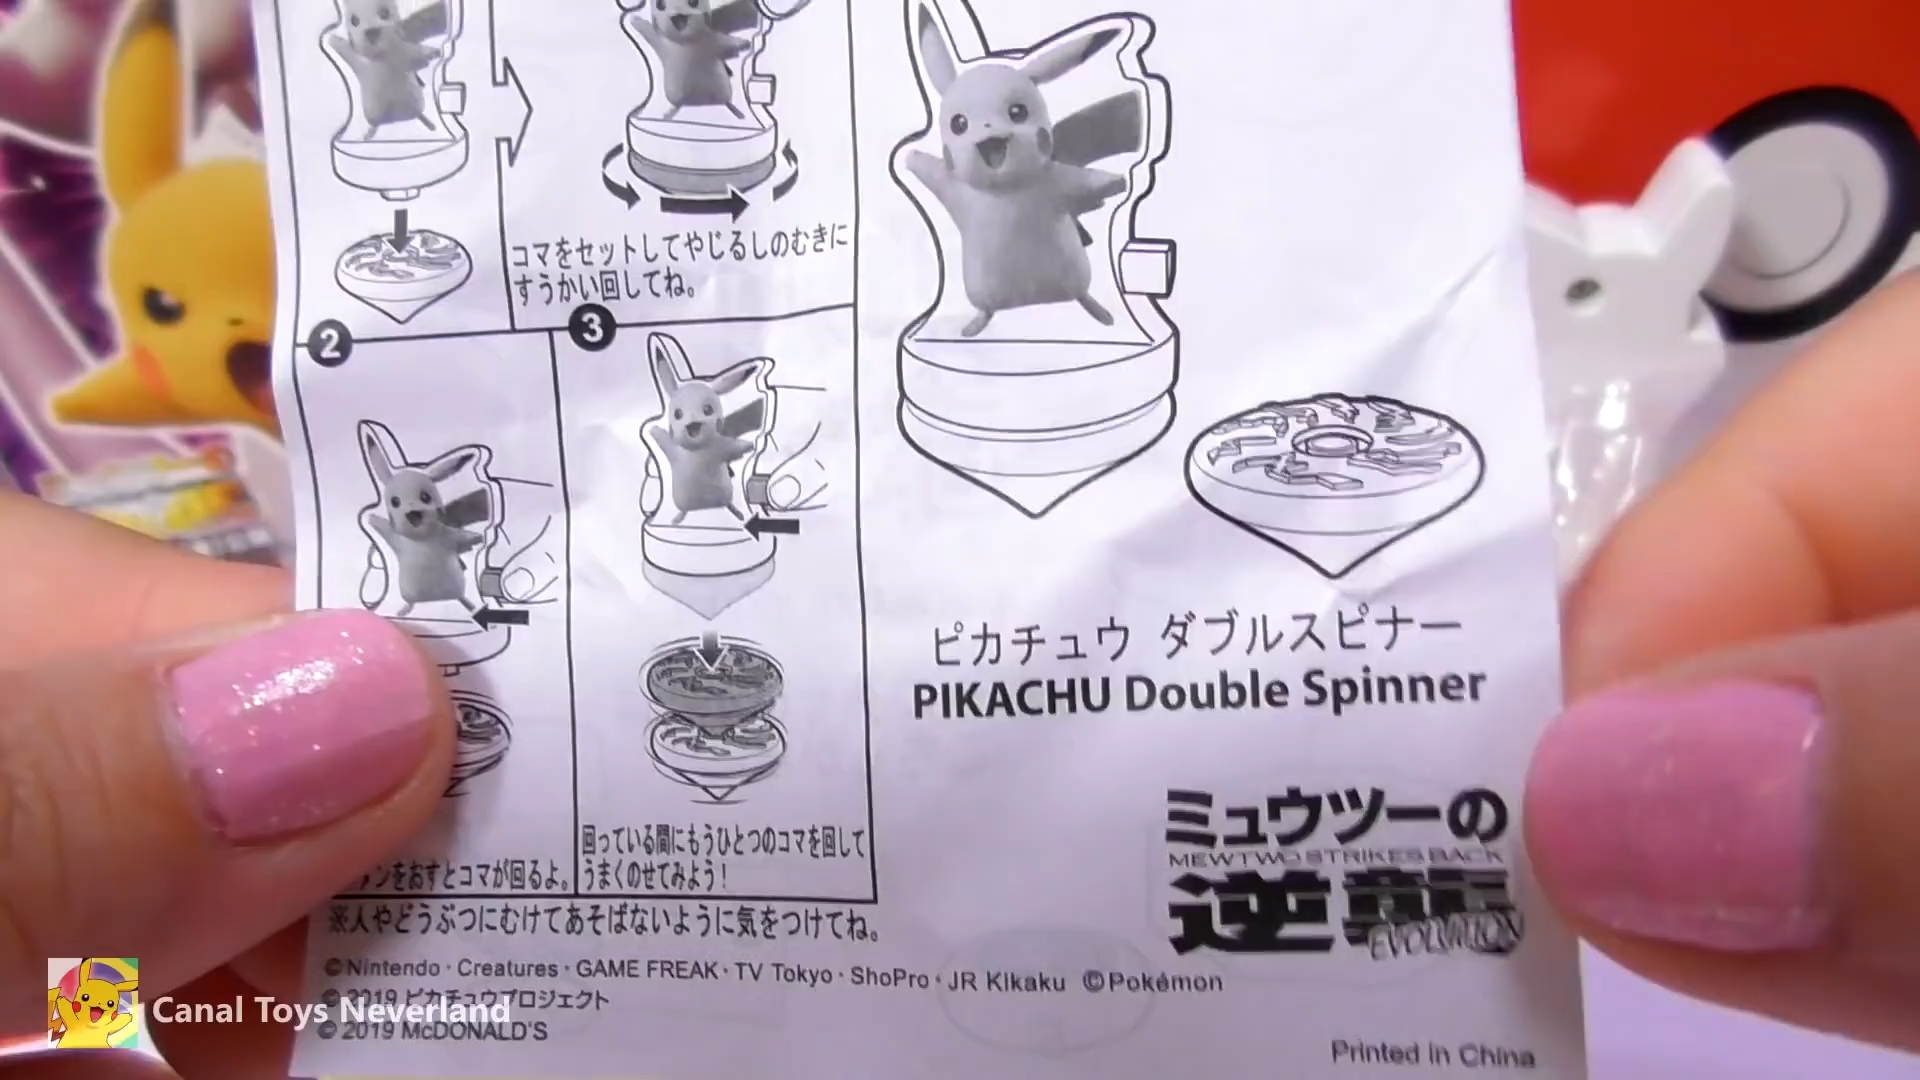 コマをセットしてやじるしのむきに
すうかい回してね。
2
3
ンをおすとコマが回るよ。
回っている間にもうひとつのコマを回して
うまくのせてみよう!
※人やどうぶつにむけてあそばないように気をつけてね。
ピカチュウ ダブルスピナー
PIKACHU Double Spinner
ミュウツーの
MEWTWO STRIKES BACK
逆襲
EVOLUTION
©Nintendo・Creatures・GAME FREAK・TV Tokyo・ShoPro・JR Kikaku ©Pokémon
© 2019 ピカチュウプロジェクト
© 2019 McDONALD'S
Printed in China
Canal Toys Neverland